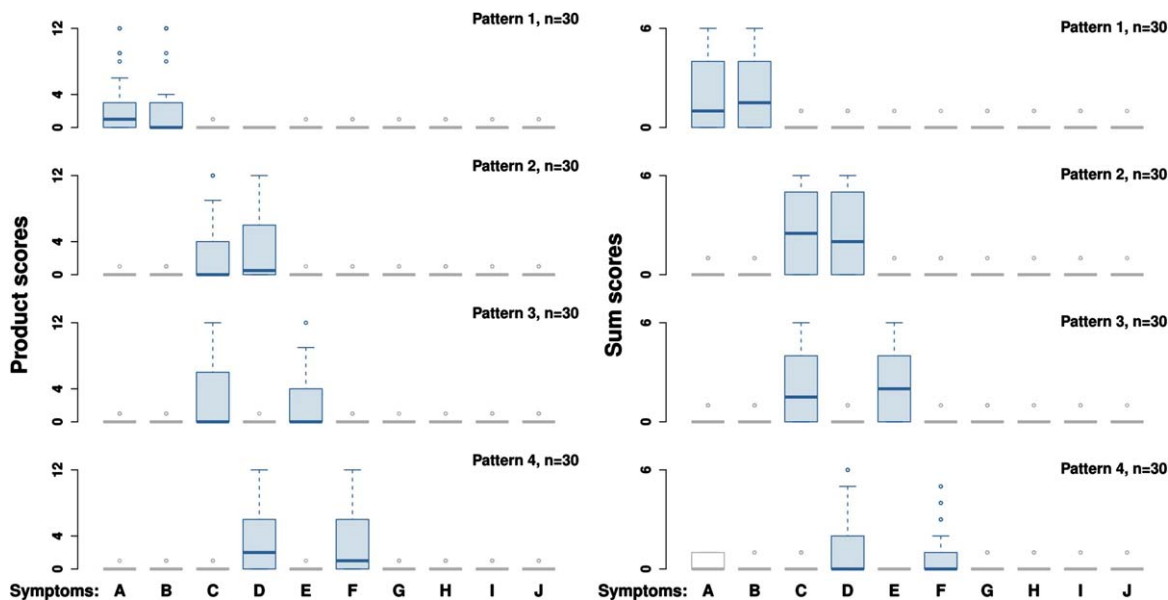 Product scores
12
4
0
Pattern 1, n=30
12
4
0
Pattern 2, n=30
12
4
0
Pattern 3, n=30
12
4
0
Pattern 4, n=30
Symptoms: A B C D E F G H I J
Sum scores
6
0
Pattern 1, n=30
6
0
Pattern 2, n=30
6
0
Pattern 3, n=30
6
0
Pattern 4, n=30
Symptoms: A B C D E F G H I J